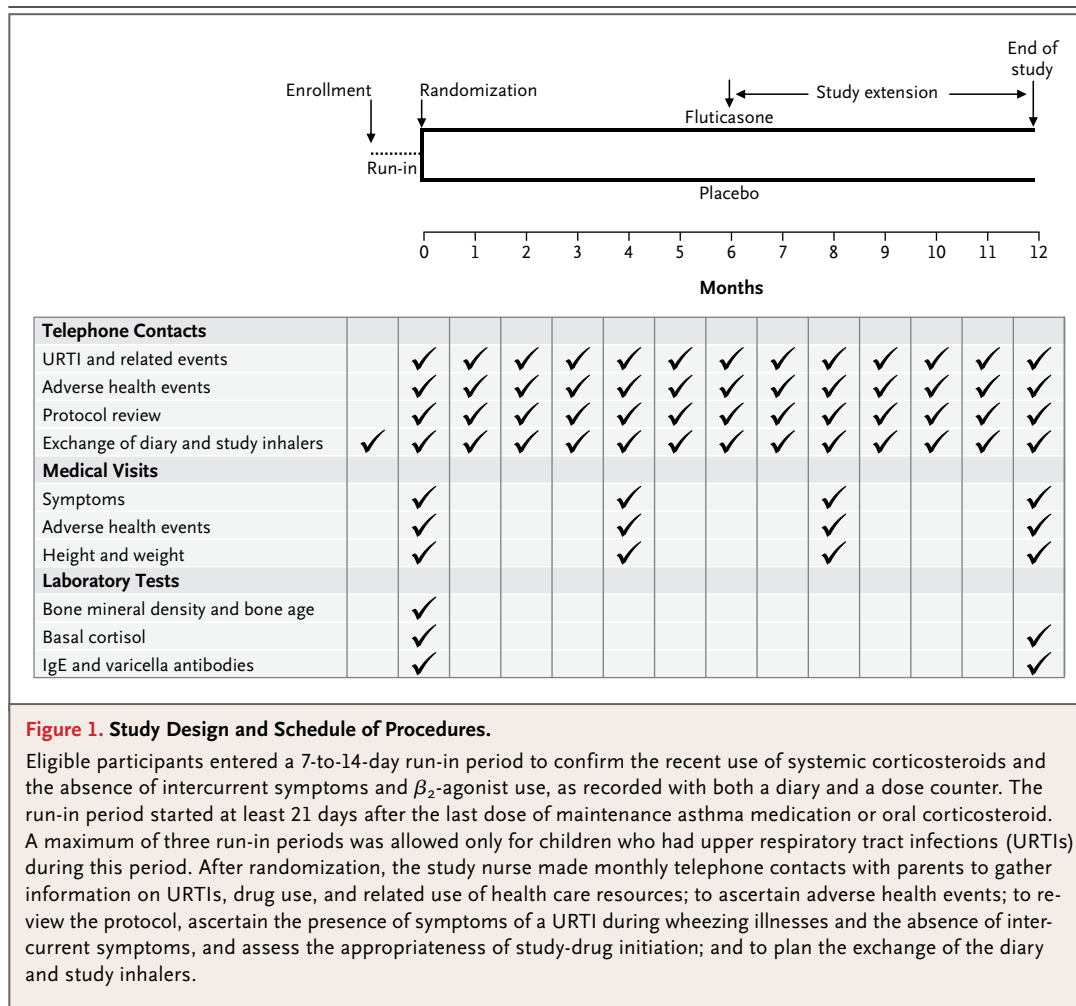 End of
study
Enrollment Randomization Study extension
Fluticasone
Run-in
Placebo
0 1 2 3 4 5 6 7 8 9 10 11 12
Months
Telephone Contacts
URTI and related events ✓ ✓ ✓ ✓ ✓ ✓ ✓ ✓ ✓ ✓ ✓ ✓ ✓
Adverse health events ✓ ✓ ✓ ✓ ✓ ✓ ✓ ✓ ✓ ✓ ✓ ✓ ✓
Protocol review ✓ ✓ ✓ ✓ ✓ ✓ ✓ ✓ ✓ ✓ ✓ ✓ ✓
Exchange of diary and study inhalers ✓ ✓ ✓ ✓ ✓ ✓ ✓ ✓ ✓ ✓ ✓ ✓ ✓ ✓
Medical Visits
Symptoms ✓ ✓ ✓ ✓
Adverse health events ✓ ✓ ✓ ✓
Height and weight ✓ ✓ ✓ ✓
Laboratory Tests
Bone mineral density and bone age ✓
Basal cortisol ✓ ✓
IgE and varicella antibodies ✓ ✓
Figure 1. Study Design and Schedule of Procedures.
Eligible participants entered a 7-to-14-day run-in period to confirm the recent use of systemic corticosteroids and
the absence of intercurrent symptoms and β₂-agonist use, as recorded with both a diary and a dose counter. The
run-in period started at least 21 days after the last dose of maintenance asthma medication or oral corticosteroid.
A maximum of three run-in periods was allowed only for children who had upper respiratory tract infections (URTIs)
during this period. After randomization, the study nurse made monthly telephone contacts with parents to gather
information on URTIs, drug use, and related use of health care resources; to ascertain adverse health events; to re-
view the protocol, ascertain the presence of symptoms of a URTI during wheezing illnesses and the absence of inter-
current symptoms, and assess the appropriateness of study-drug initiation; and to plan the exchange of the diary
and study inhalers.